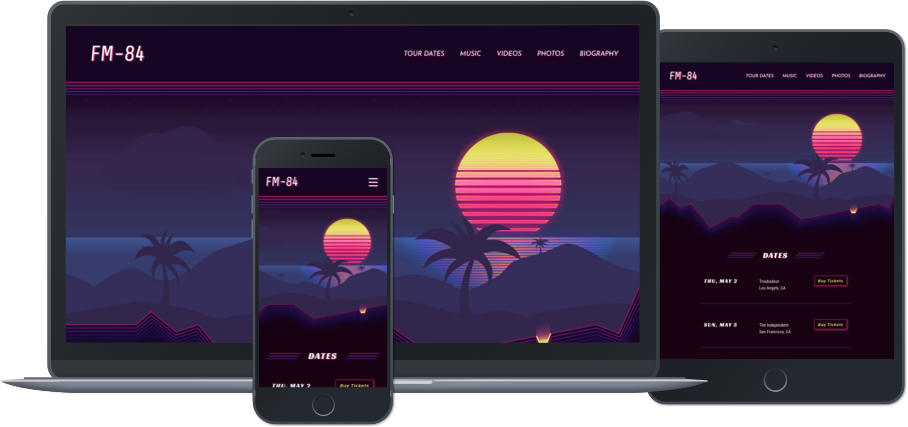 FM-84
TOUR DATES MUSIC VIDEOS PHOTOS BIOGRAPHY
FM-84
DATES
THU, MAY 2 Buy Tickets
FM-84
TOUR DATES MUSIC VIDEOS PHOTOS BIOGRAPHY
DATES
THU, MAY 2 Troubadour Buy Tickets
Los Angels, CA
SUN, MAY 5 The Independent Buy Tickets
San Francisco, CA